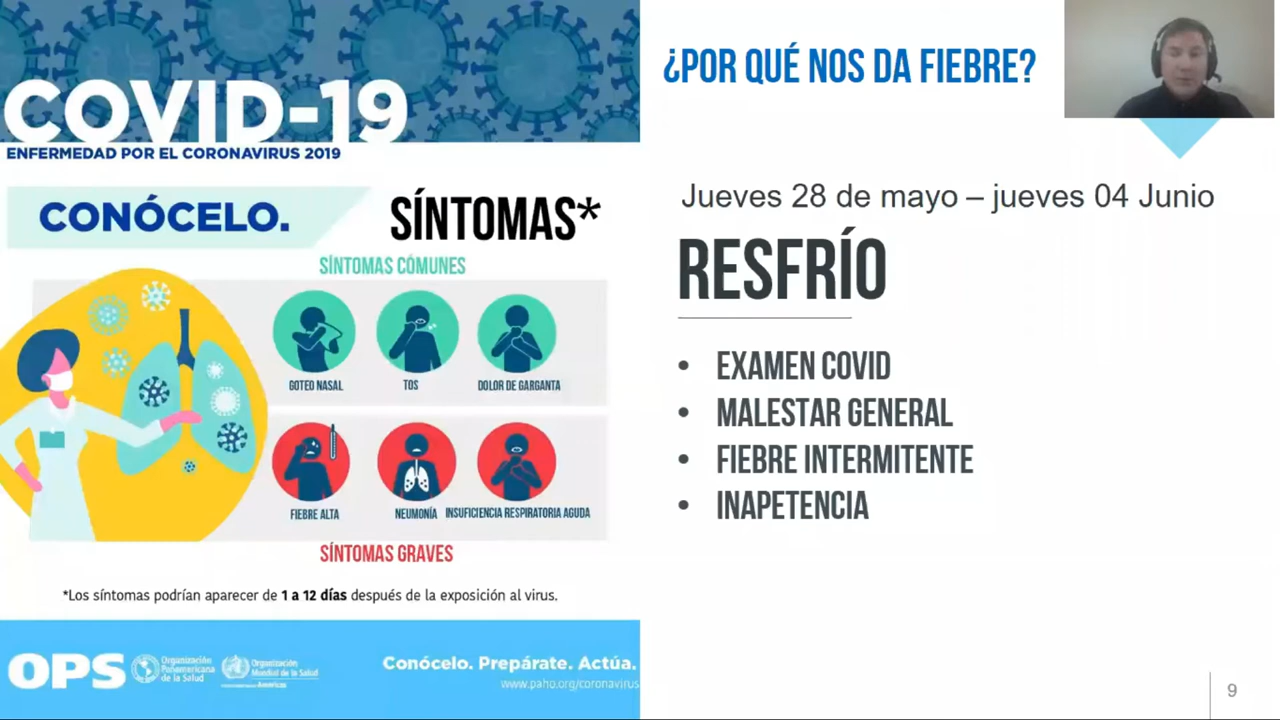 COVID-19
ENFERMEDAD POR EL CORONAVIRUS 2019
CONÓCELO.
SÍNTOMAS*
SÍNTOMAS CÓMUNES
GOTEO NASAL
TOS
DOLOR DE GARGANTA
FIEBRE ALTA
NEUMONÍA
INSUFICIENCIA RESPIRATORIA AGUDA
SÍNTOMAS GRAVES
*Los síntomas podrían aparecer de 1 a 12 días después de la exposición al virus.
OPS
Organización
Panamericana
de la Salud
Organización
Mundial de la Salud
Américas
Conócelo. Prepárate. Actúa.
www.paho.org/coronavirus
¿POR QUÉ NOS DA FIEBRE?
Jueves 28 de mayo – jueves 04 Junio
RESFRÍO
• EXAMEN COVID
• MALESTAR GENERAL
• FIEBRE INTERMITENTE
• INAPETENCIA
9